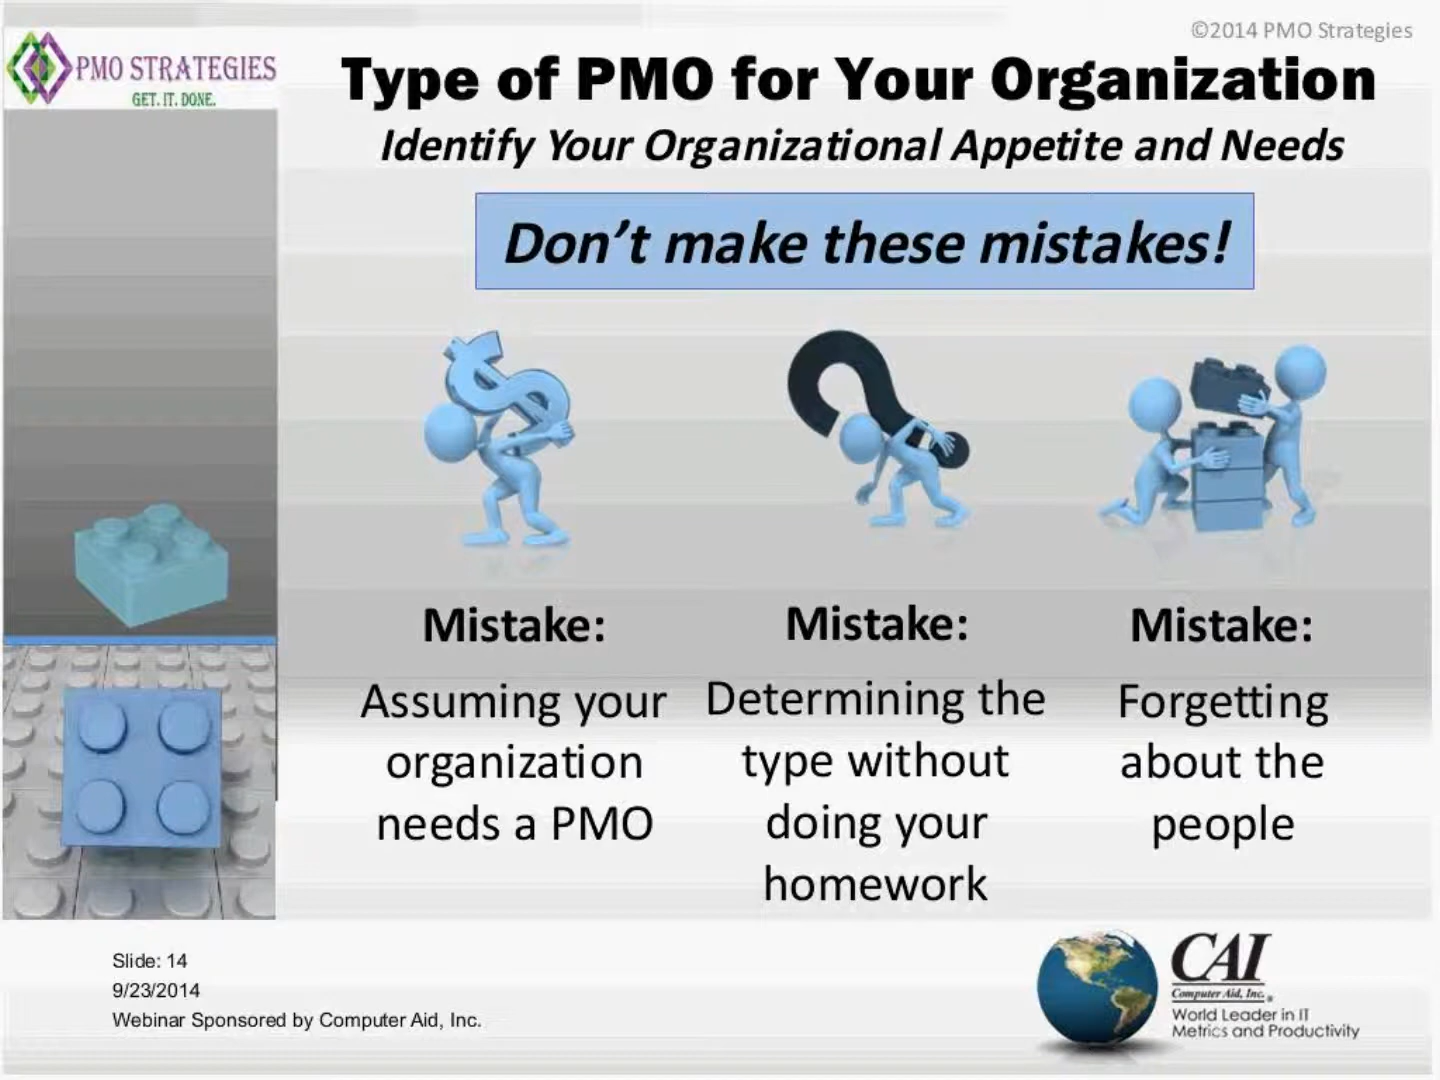 ©2014 PMO Strategies
PMO STRATEGIES
GET. IT. DONE.
Type of PMO for Your Organization
Identify Your Organizational Appetite and Needs
Don’t make these mistakes!
Mistake:
Assuming your
organization
needs a PMO
Mistake:
Determining the
type without
doing your
homework
Mistake:
Forgetting
about the
people
Slide: 14
9/23/2014
Webinar Sponsored by Computer Aid, Inc.
CAI
Computer Aid, Inc.®
World Leader in IT
Metrics and Productivity